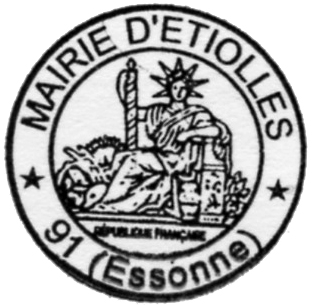 MAIRIE D'ETIOLLES
RÉPUBLIQUE FRANÇAISE
★ 91 (Essonne) ★